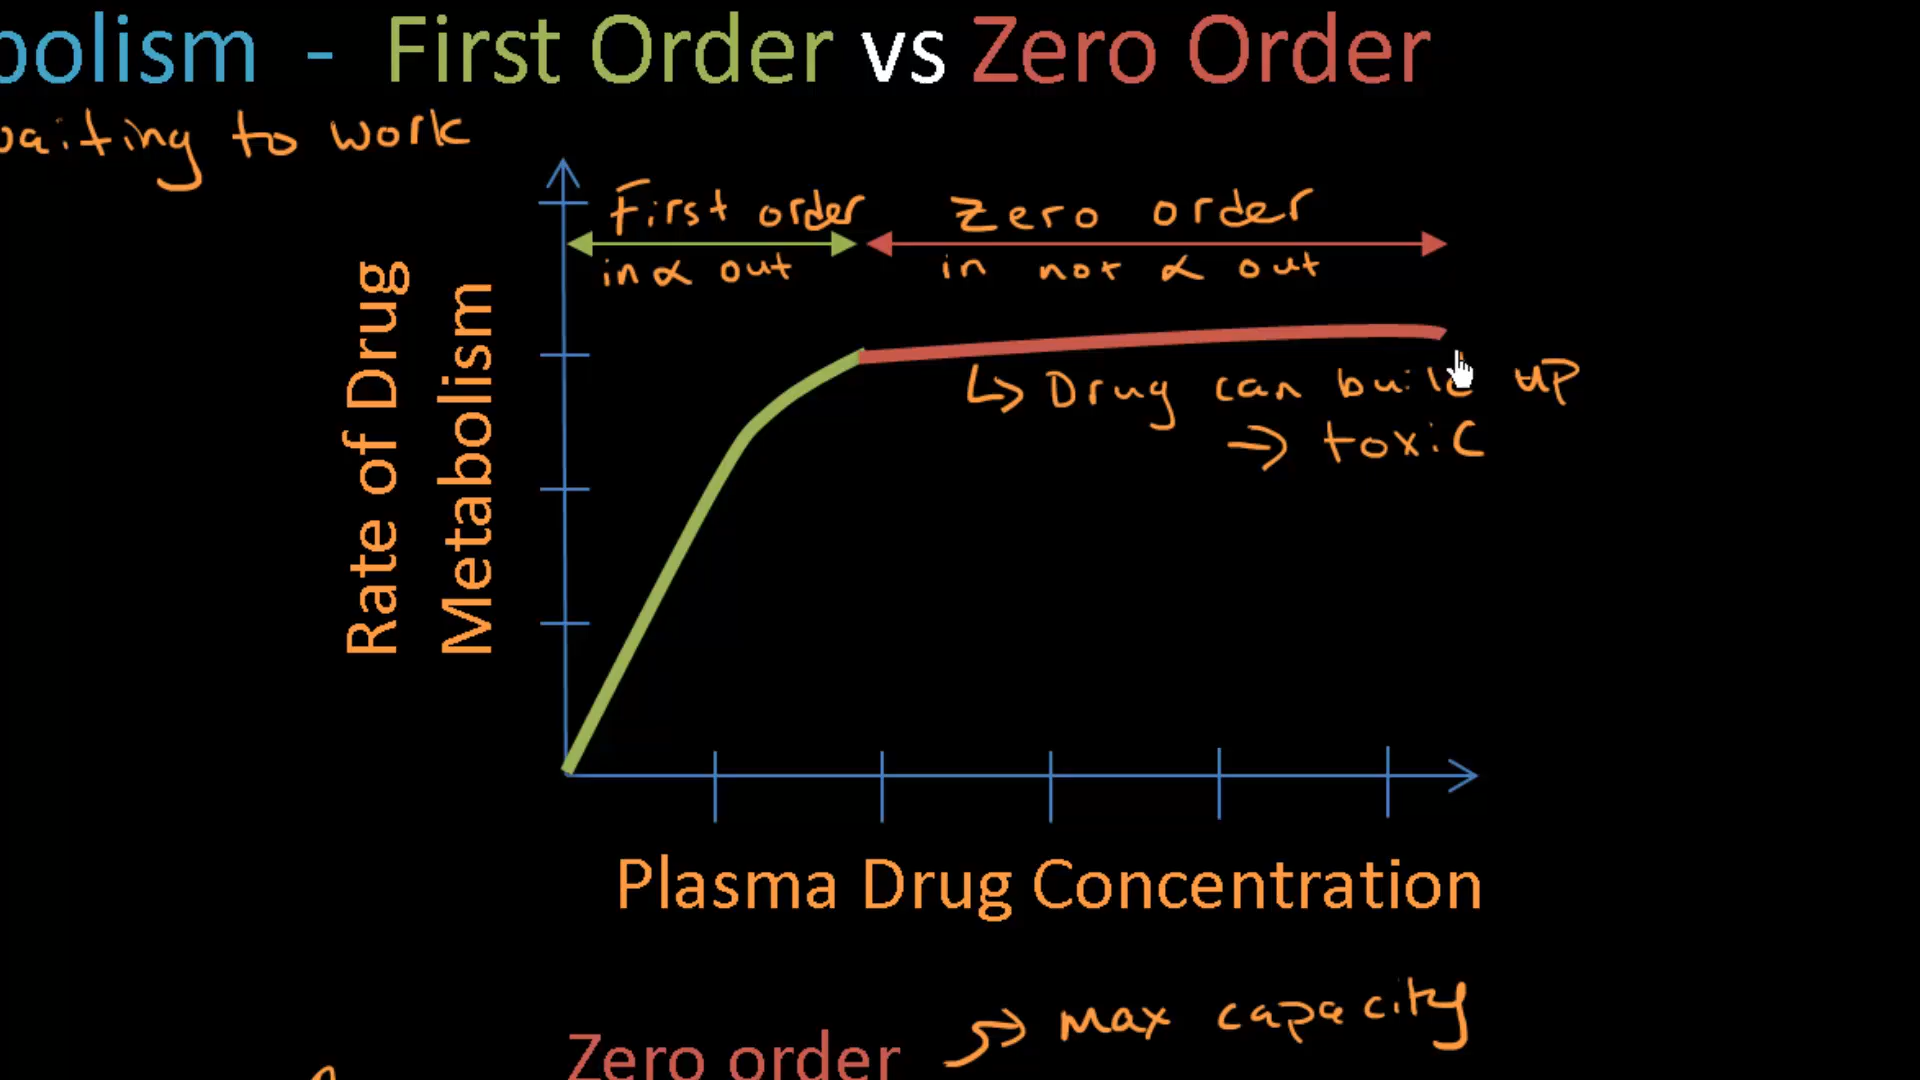 bolism - First Order vs Zero Order
waiting to work
First order
Zero order
in α out
in not α out
Rate of Drug
Metabolism
↳ Drug can build up
→ toxic
Plasma Drug Concentration
Zero order
→ max capacity